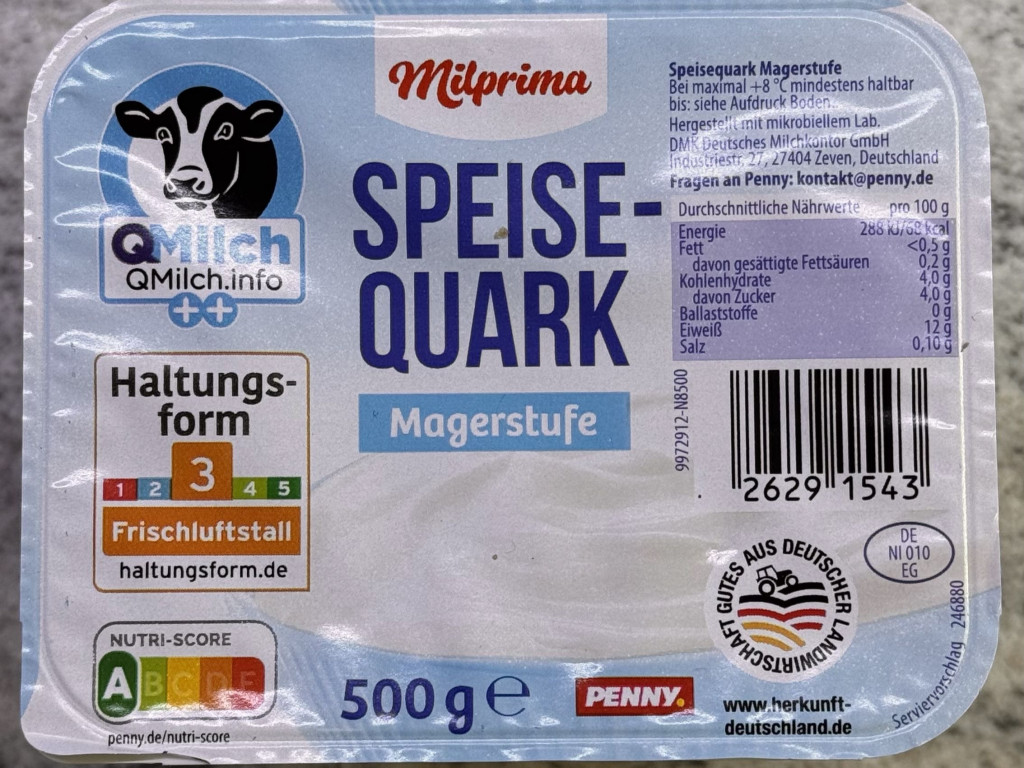 Milprima
SPEISE-
QUARK
Magerstufe
QMilch
QMilch.info
++
Haltungs-
form
1 2 3 4 5
Frischluftstall
haltungsform.de
NUTRI-SCORE
A B C D E
penny.de/nutri-score
500 g e
PENNY.
Speisequark Magerstufe
Bei maximal +8 °C mindestens haltbar
bis: siehe Aufdruck Boden.
Hergestellt mit mikrobiellem Lab.
DMK Deutsches Milchkontor GmbH
Industriestr. 27, 27404 Zeven, Deutschland
Fragen an Penny: kontakt@penny.de
Durchschnittliche Nährwerte pro 100 g
Energie 288 kJ/68 kcal
Fett <0,5 g
davon gesättigte Fettsäuren 0,2 g
Kohlenhydrate 4,0 g
davon Zucker 4,0 g
Ballaststoffe 0 g
Eiweiß 12 g
Salz 0,10 g
9972912-N8500
2629 1543
DE
NI 010
EG
GUTES AUS DEUTSCHER LANDWIRTSCHAFT
www.herkunft-
deutschland.de
Serviervorschlag 246880